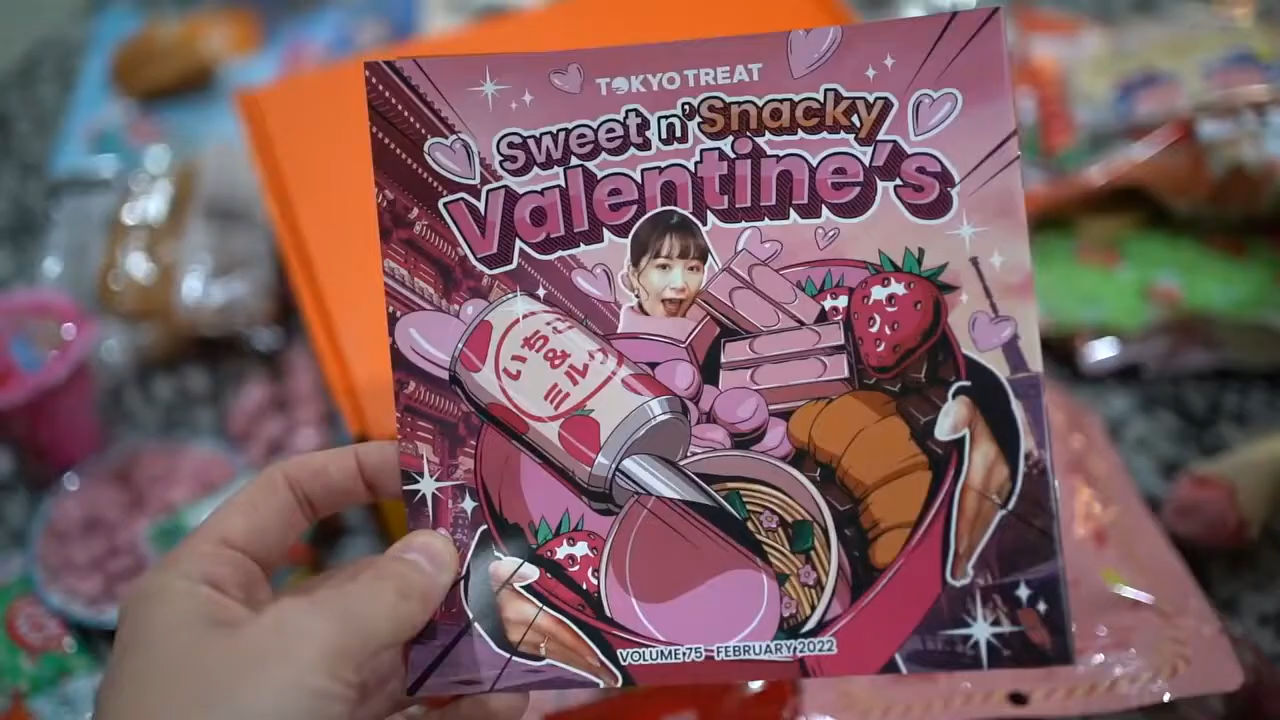 TOKYO TREAT
Sweet n' Snacky
Valentine's
いちご
&
ミルク
VOLUME 75 FEBRUARY 2022